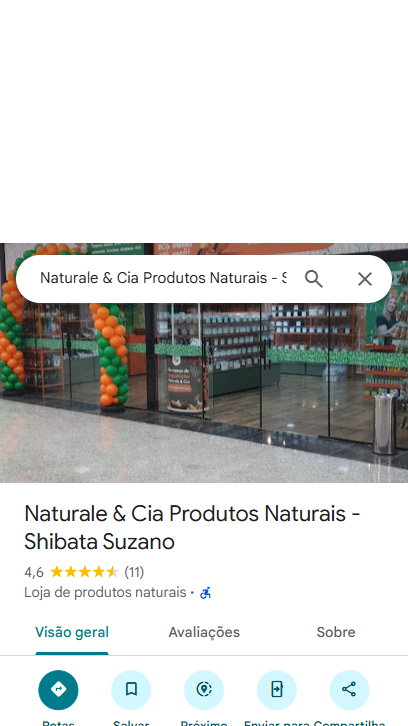 Naturale & Cia Produtos Naturais - S
Naturale & Cia Produtos Naturais -
Shibata Suzano
4,6 (11)
Loja de produtos naturais ·
Visão geral Avaliações Sobre
Rotas Salvar Próximo Enviar para Compartilha